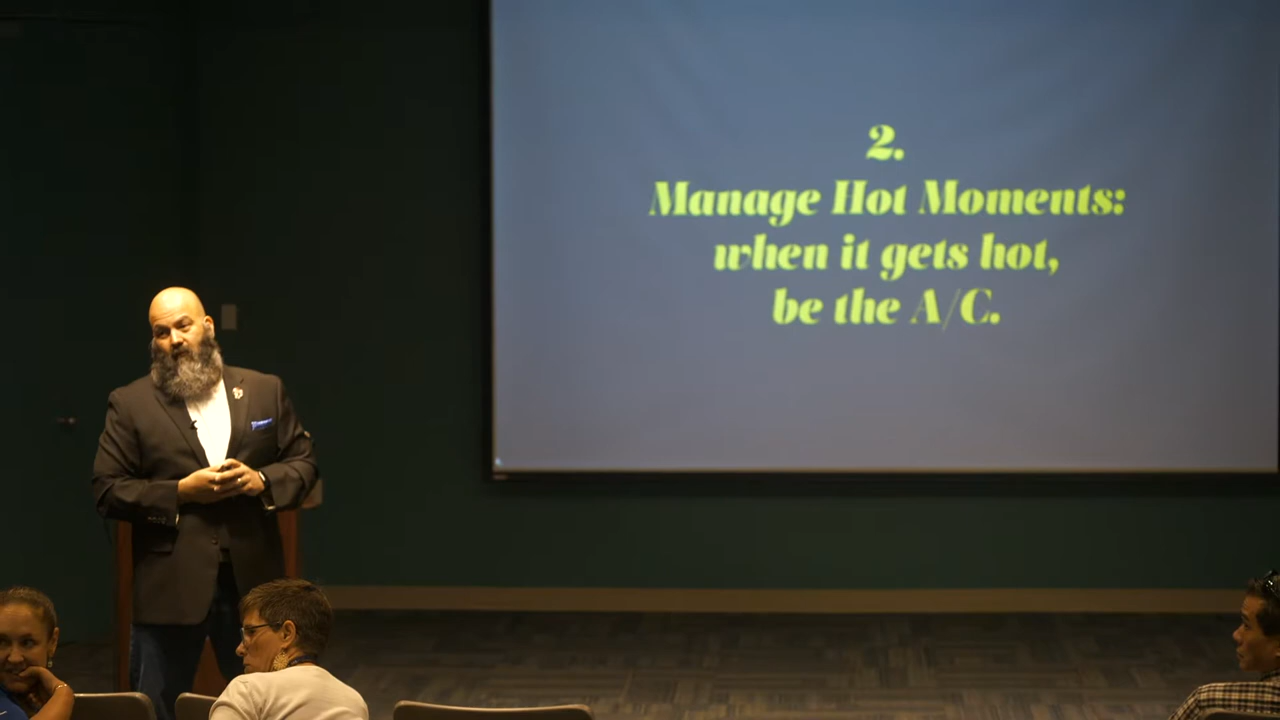 2.
Manage Hot Moments:
when it gets hot,
be the A/C.